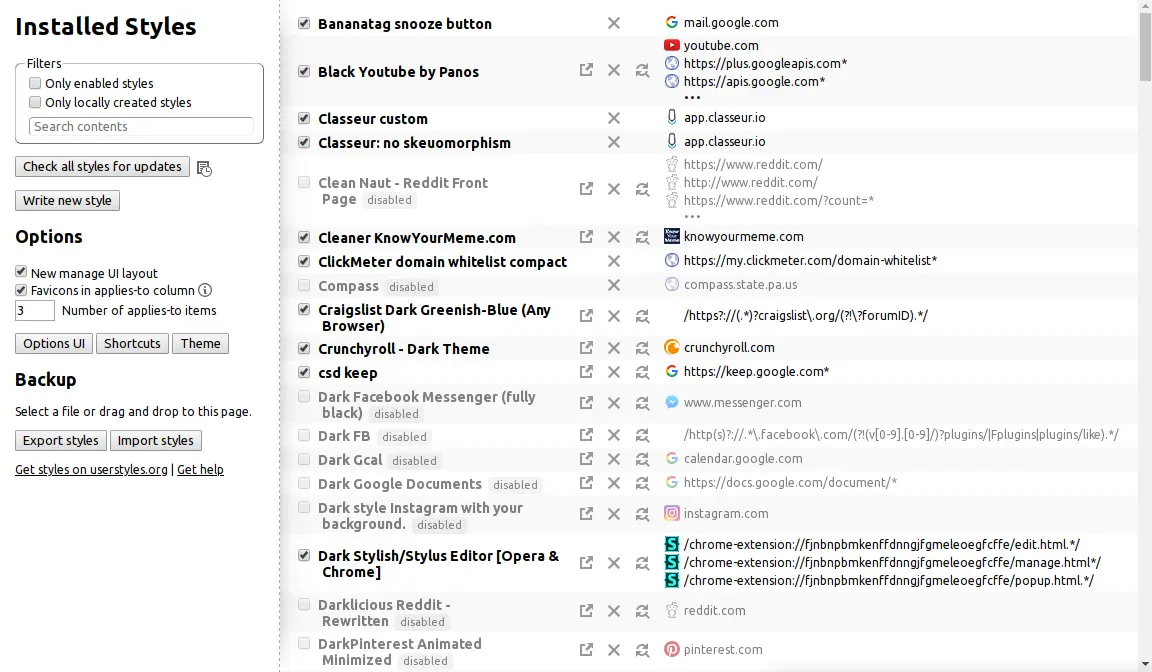 Installed Styles
Filters
Only enabled styles
Only locally created styles
Search contents
Check all styles for updates
Write new style
Options
New manage UI layout
Favicons in applies-to column
3 Number of applies-to items
Options UI Shortcuts Theme
Backup
Select a file or drag and drop to this page.
Export styles Import styles
Get styles on userstyles.org | Get help
Bananatag snooze button
mail.google.com
Black Youtube by Panos
youtube.com
https://plus.googleapis.com*
https://apis.google.com*
...
Classeur custom
app.classeur.io
Classeur: no skeuomorphism
app.classeur.io
Clean Naut - Reddit Front
Page disabled
https://www.reddit.com/
http://www.reddit.com/
https://www.reddit.com/?count=*
...
Cleaner KnowYourMeme.com
Know Your Meme
knowyourmeme.com
ClickMeter domain whitelist compact
https://my.clickmeter.com/domain-whitelist*
Compass disabled
compass.state.pa.us
Craigslist Dark Greenish-Blue (Any
Browser)
/https?://(.*)?craigslist\.org/(?!\?forumID).*/
Crunchyroll - Dark Theme
crunchyroll.com
csd keep
https://keep.google.com*
Dark Facebook Messenger (fully
black) disabled
www.messenger.com
Dark FB disabled
/http(s)?://.*\.facebook\.com/(?!(v[0-9].[0-9]/)?plugins/|Fplugins|plugins/like).*/
Dark Gcal disabled
calendar.google.com
Dark Google Documents disabled
https://docs.google.com/document/*
Dark style Instagram with your
background. disabled
instagram.com
Dark Stylish/Stylus Editor [Opera &
Chrome]
/chrome-extension://fjnbnpbmkenffdnngjfgmeleoegfcffe/edit.html.*/
/chrome-extension://fjnbnpbmkenffdnngjfgmeleoegfcffe/manage.html*/
/chrome-extension://fjnbnpbmkenffdnngjfgmeleoegfcffe/popup.html.*/
Darklicious Reddit -
Rewritten disabled
reddit.com
DarkPinterest Animated
Minimized disabled
pinterest.com